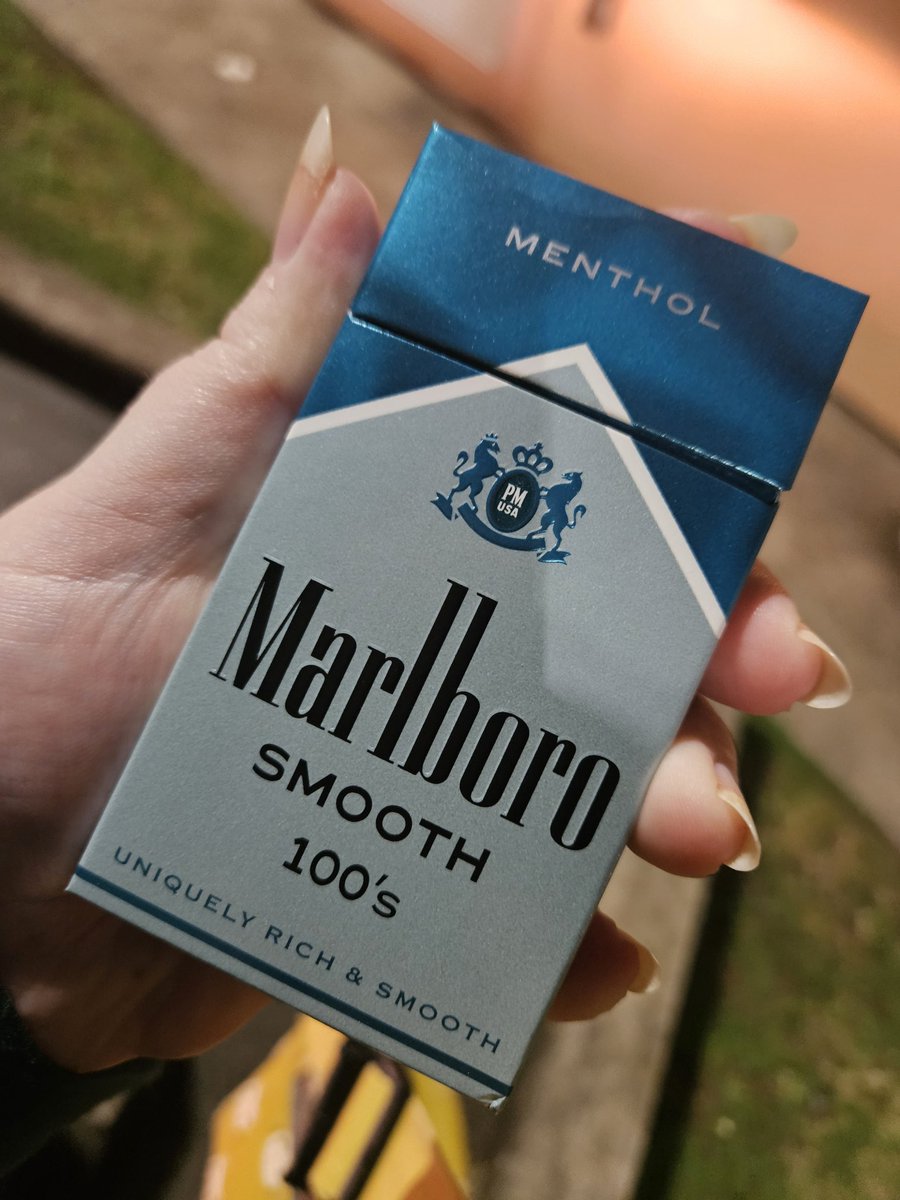 MENTHOL
PM
USA
Marlboro
SMOOTH
100's
UNIQUELY RICH & SMOOTH